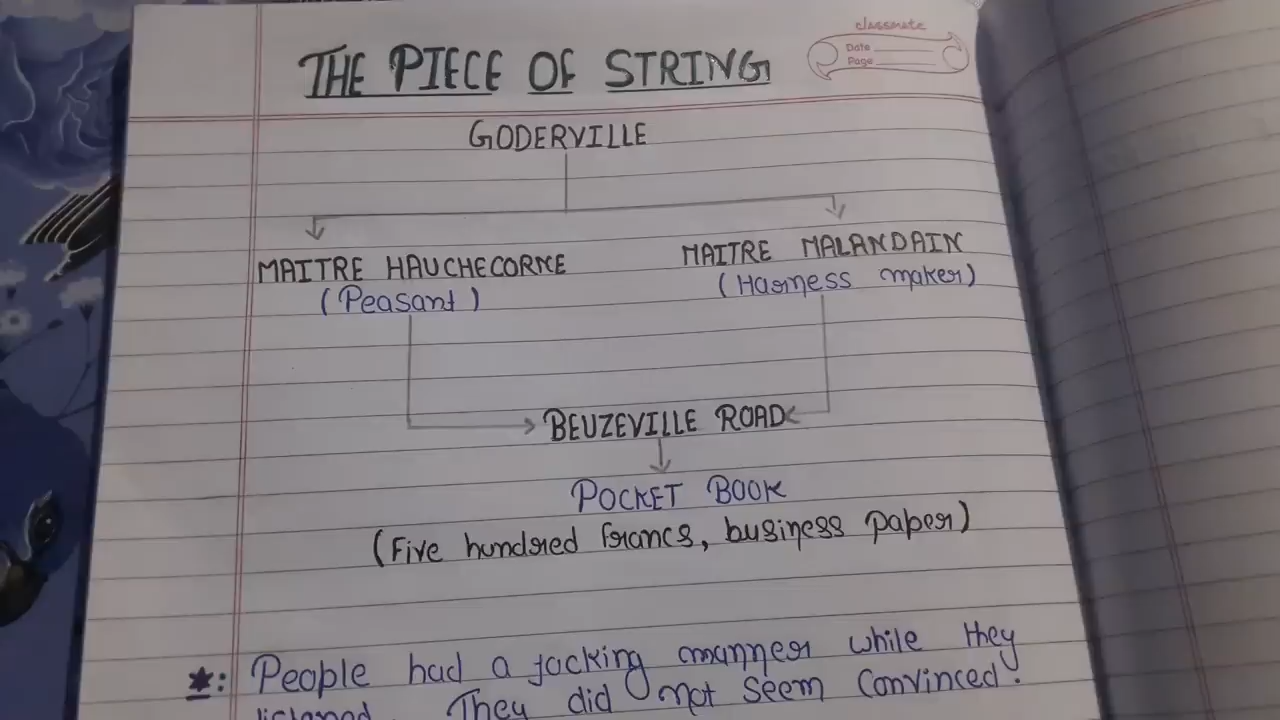 classmate
Date
Page
THE PIECE OF STRING
GODERVILLE
MAITRE HAUCHECORNE
MAITRE MALANDAIN
(Peasant)
(Harness maker)
BEUZEVILLE ROAD
POCKET BOOK
(Five hundred francs, business paper)
*: People had a jocking manner while they
listened. They did not seem convinced.